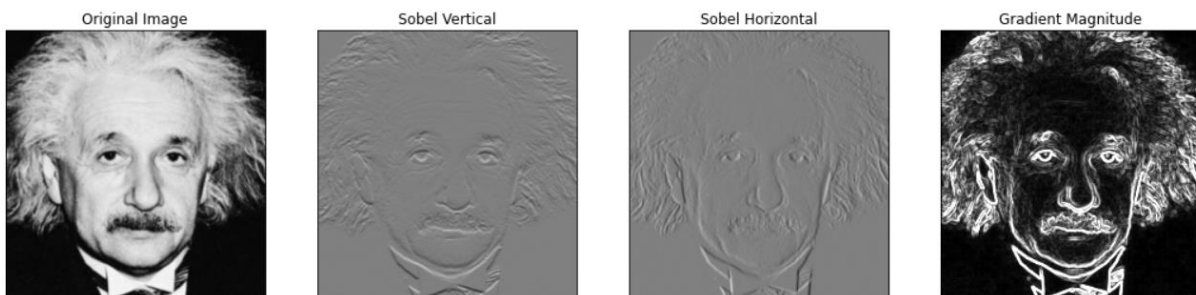 Original Image
Sobel Vertical
Sobel Horizontal
Gradient Magnitude